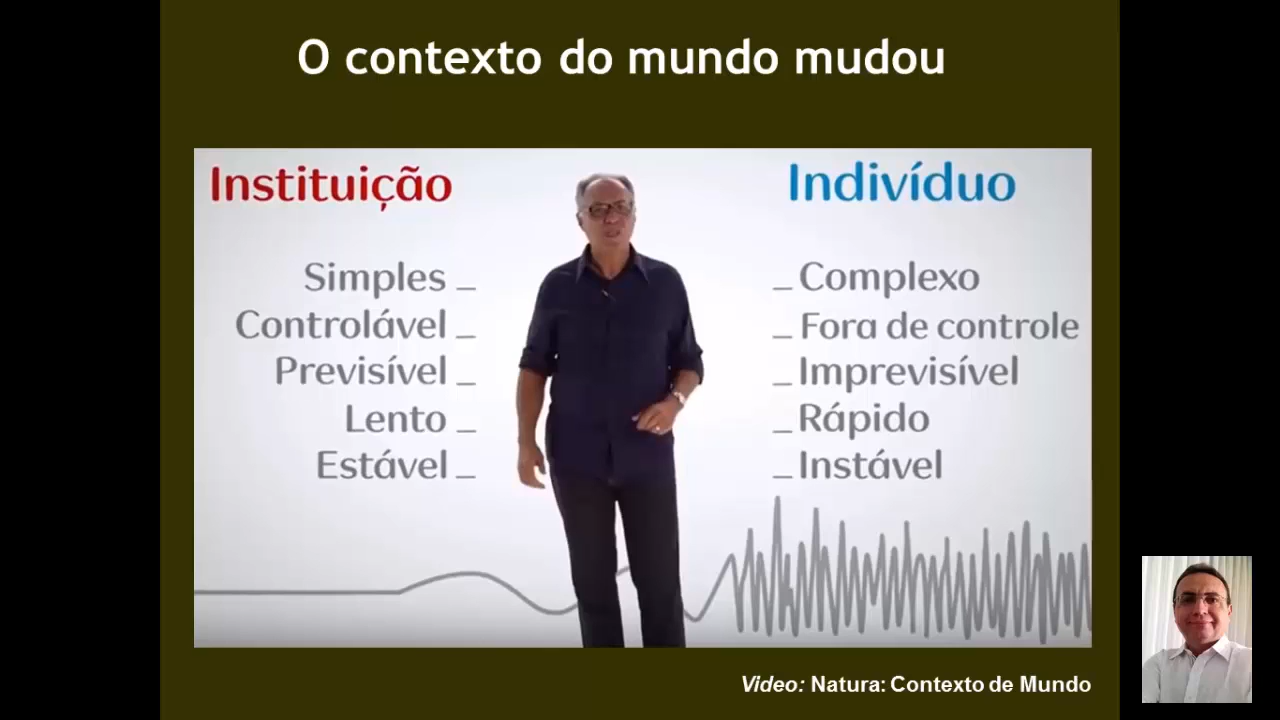 O contexto do mundo mudou
Instituição
Simples _
Controlável _
Previsível _
Lento _
Estável _
Indivíduo
_ Complexo
_ Fora de controle
_ Imprevisível
_ Rápido
_ Instável
Video: Natura: Contexto de Mundo